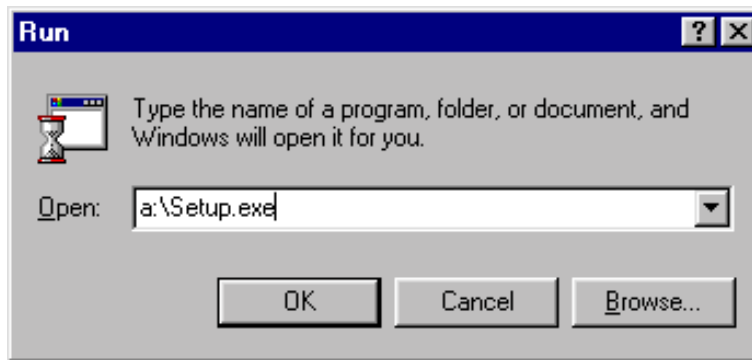 Run
Type the name of a program, folder, or document, and
Windows will open it for you.
Open: a:\Setup.exe
OK Cancel Browse...